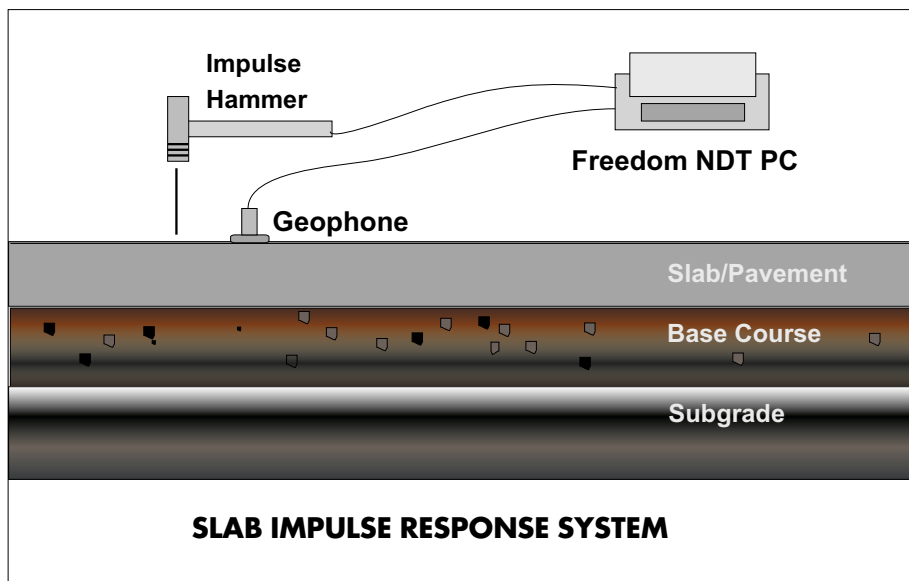 Impulse
Hammer
Freedom NDT PC
Geophone
Slab/Pavement
Base Course
Subgrade
SLAB IMPULSE RESPONSE SYSTEM